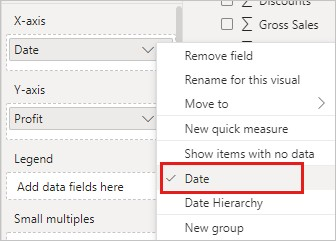 Discounts
Gross Sales
X-axis
Date
Y-axis
Profit
Legend
Add data fields here
Small multiples
Remove field
Rename for this visual
Move to
New quick measure
Show items with no data
Date
Date Hierarchy
New group